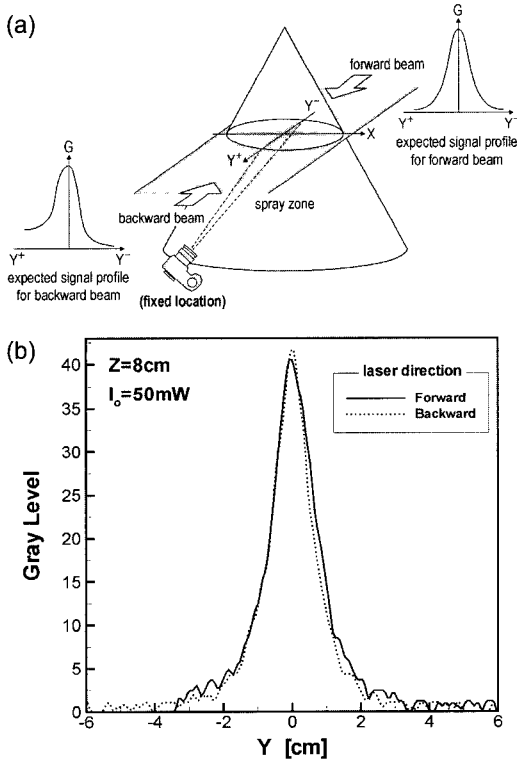 (a)
G
Y⁺
Y⁻
expected signal profile
for forward beam
forward beam
Y⁻
X
Y⁺
spray zone
backward beam
(fixed location)
G
Y⁺
Y⁻
expected signal profile
for backward beam
(b)
Z=8cm
Iₒ=50mW
laser direction
Forward
Backward
Gray Level
40
35
30
25
20
15
10
5
0
-6
-4
-2
0
2
4
6
Y [cm]